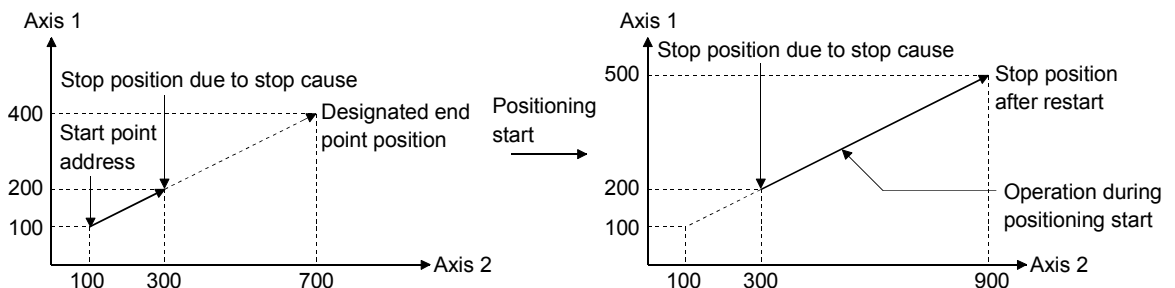 Axis 1
Stop position due to stop cause
400
Designated end
point position
Start point
address
200
100
100
300
700
Axis 2
Positioning
start
Axis 1
Stop position due to stop cause
500
Stop position
after restart
200
Operation during
positioning start
100
100
300
900
Axis 2